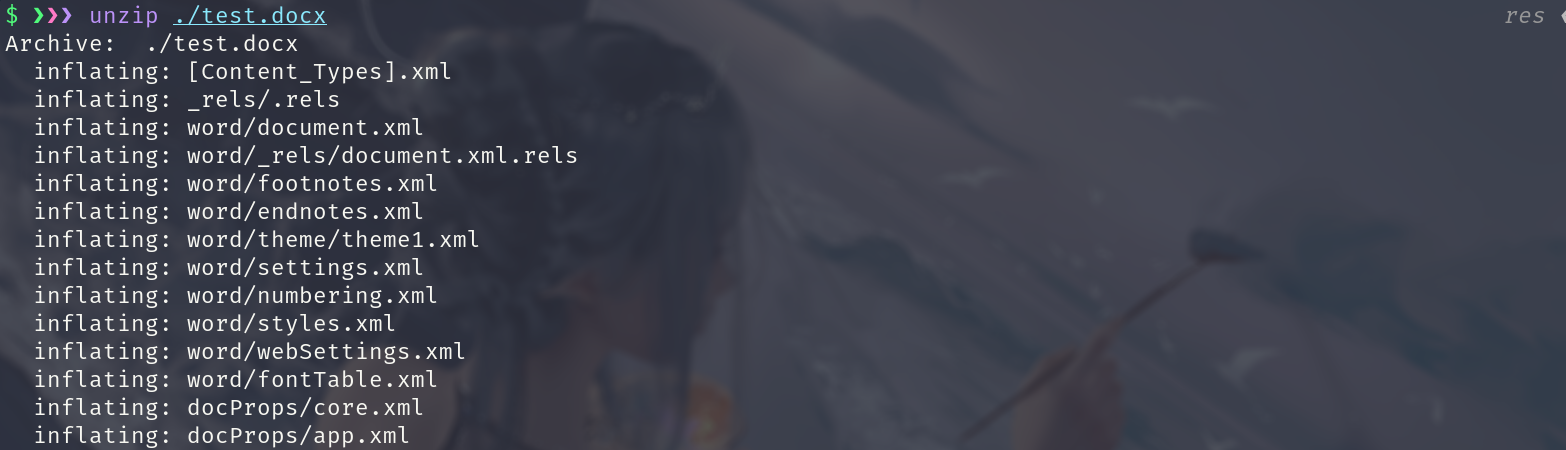 $ ❯❯❯ unzip ./test.docx res
Archive:  ./test.docx
  inflating: [Content_Types].xml
  inflating: _rels/.rels
  inflating: word/document.xml
  inflating: word/_rels/document.xml.rels
  inflating: word/footnotes.xml
  inflating: word/endnotes.xml
  inflating: word/theme/theme1.xml
  inflating: word/settings.xml
  inflating: word/numbering.xml
  inflating: word/styles.xml
  inflating: word/webSettings.xml
  inflating: word/fontTable.xml
  inflating: docProps/core.xml
  inflating: docProps/app.xml